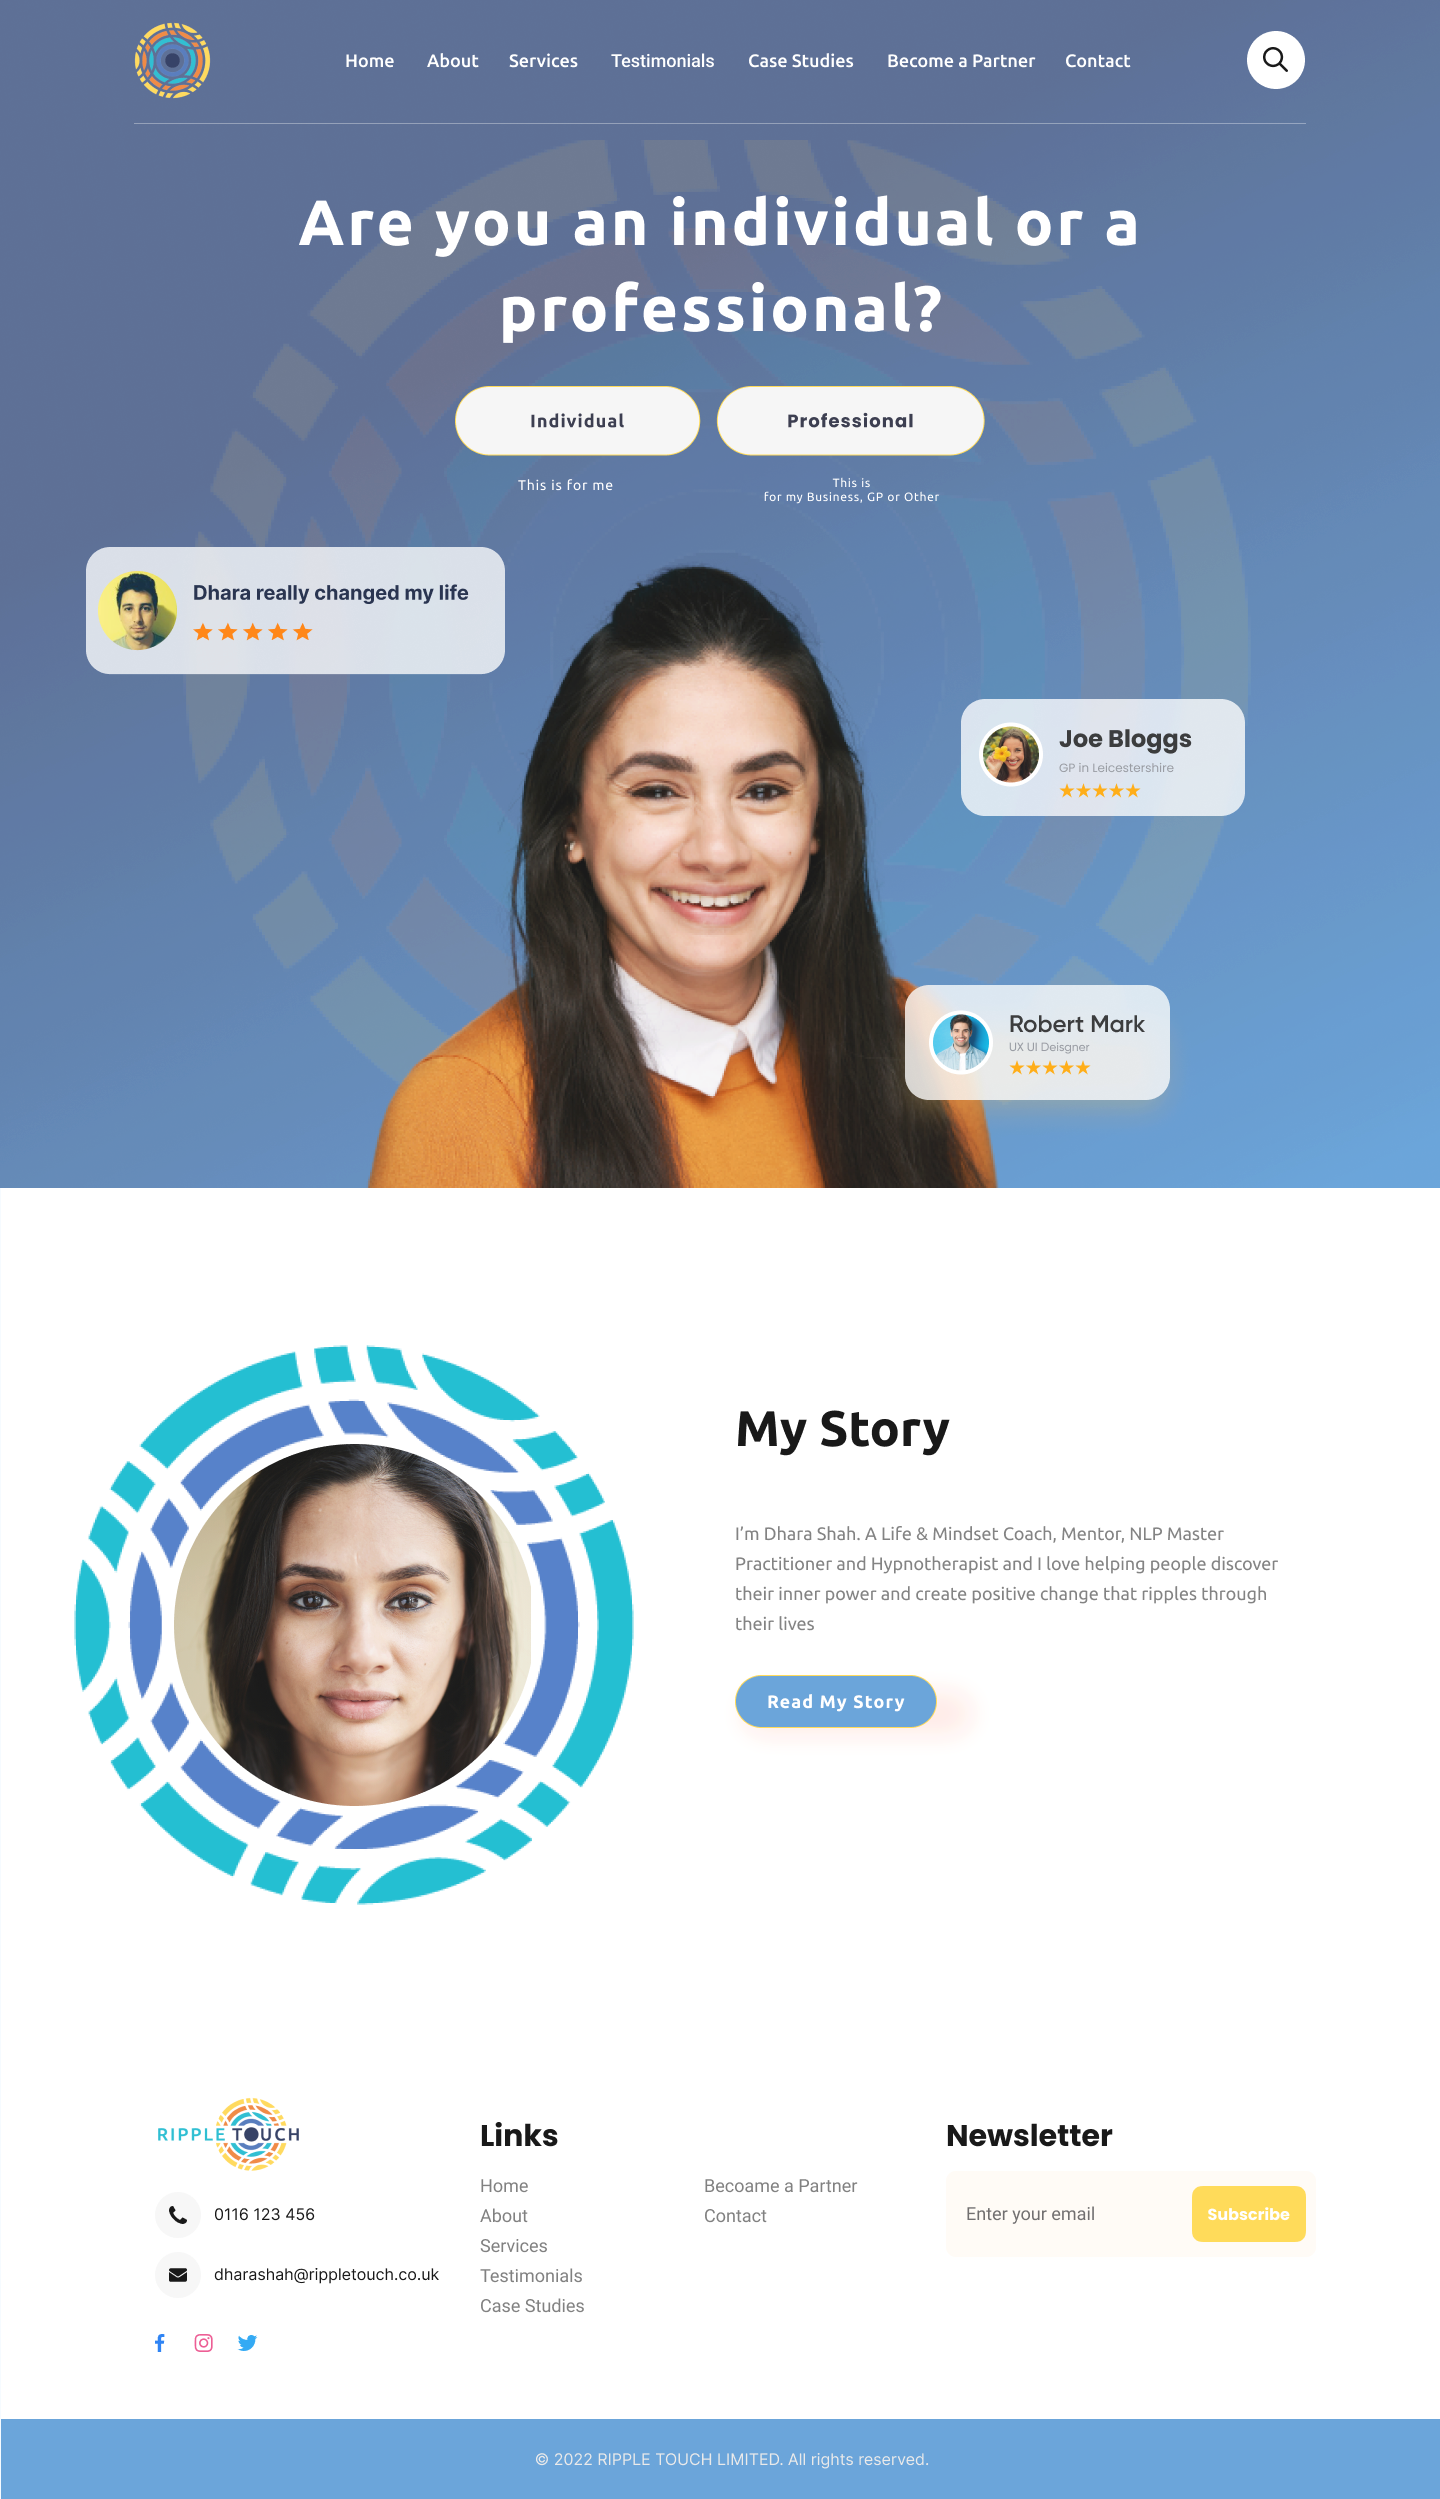 Home About Services Testimonials Case Studies Become a Partner Contact
Are you an individual or a
professional?
Individual
Professional
This is for me
This is
for my Business, GP or Other
Dhara really changed my life
Joe Bloggs
GP in Leicestershire
Robert Mark
UX UI Deisgner
My Story
I’m Dhara Shah. A Life & Mindset Coach, Mentor, NLP Master
Practitioner and Hypnotherapist and I love helping people discover
their inner power and create positive change that ripples through
their lives
Read My Story
RIPPLE TOUCH
0116 123 456
dharashah@rippletouch.co.uk
Links
Home
About
Services
Testimonials
Case Studies
Becoame a Partner
Contact
Newsletter
Enter your email
Subscribe
© 2022 RIPPLE TOUCH LIMITED. All rights reserved.